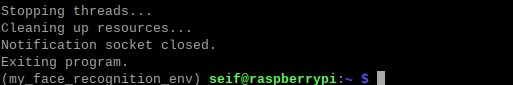 Stopping threads...
Cleaning up resources...
Notification socket closed.
Exiting program.
(my_face_recognition_env) seif@raspberrypi:~ $